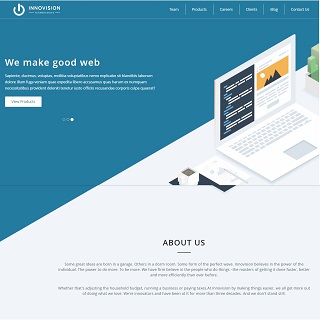 INNOVISION
Team
Products
Careers
Clients
Blog
Contact Us
We make good web
Sapiente, ducimus, voluptas, mollitia voluptatibus nemo explicabo sit blanditiis laborum
dolore illum fuga veniam quae expedita libero accusamus quas harum ex numquam
necessitatibus provident deleniti tenetur iusto officiis recusandae corporis culpa quaerat?
View Products
ABOUT US
Some great ideas are born in a garage. Others in a dorm room. Some form of the perfect wave. Innovision believes in the power of the
individual. The power to do more. To be more. We have firm believe in the people who do things - the masters of getting it done faster, better
and more efficiently than ever before.
Whether that's adjusting the household budget, running a business or paying taxes.At Innovision by making things easier, we all get more out
of doing what we love. We're innovators and have been at it for more than three decades. And we don't stand still.